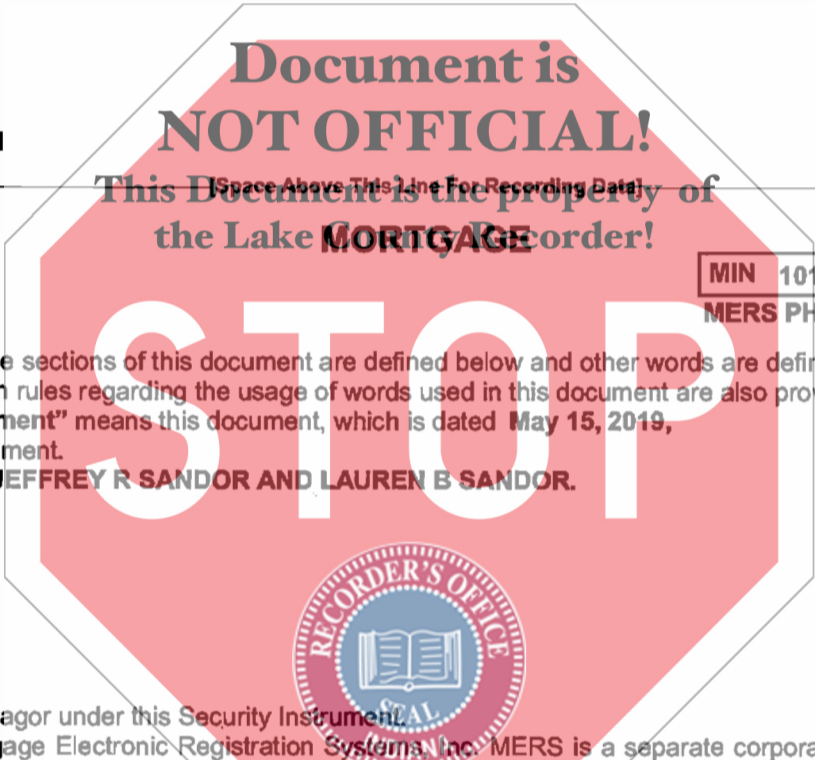 Document is
NOT OFFICIAL!
This Document is the property of
[Space Above This Line For Recording Data]
the Lake County Recorder!
MORTGAGE
MIN 101
MERS PH
e sections of this document are defined below and other words are defin
rules regarding the usage of words used in this document are also prov
ment" means this document, which is dated May 15, 2019,
ment.
JEFFREY R SANDOR AND LAUREN B SANDOR.
STOP
RECORDER'S OFFICE
SEAL
INDIANA
agor under this Security Instrument.
age Electronic Registration Systems, Inc. MERS is a separate corpora